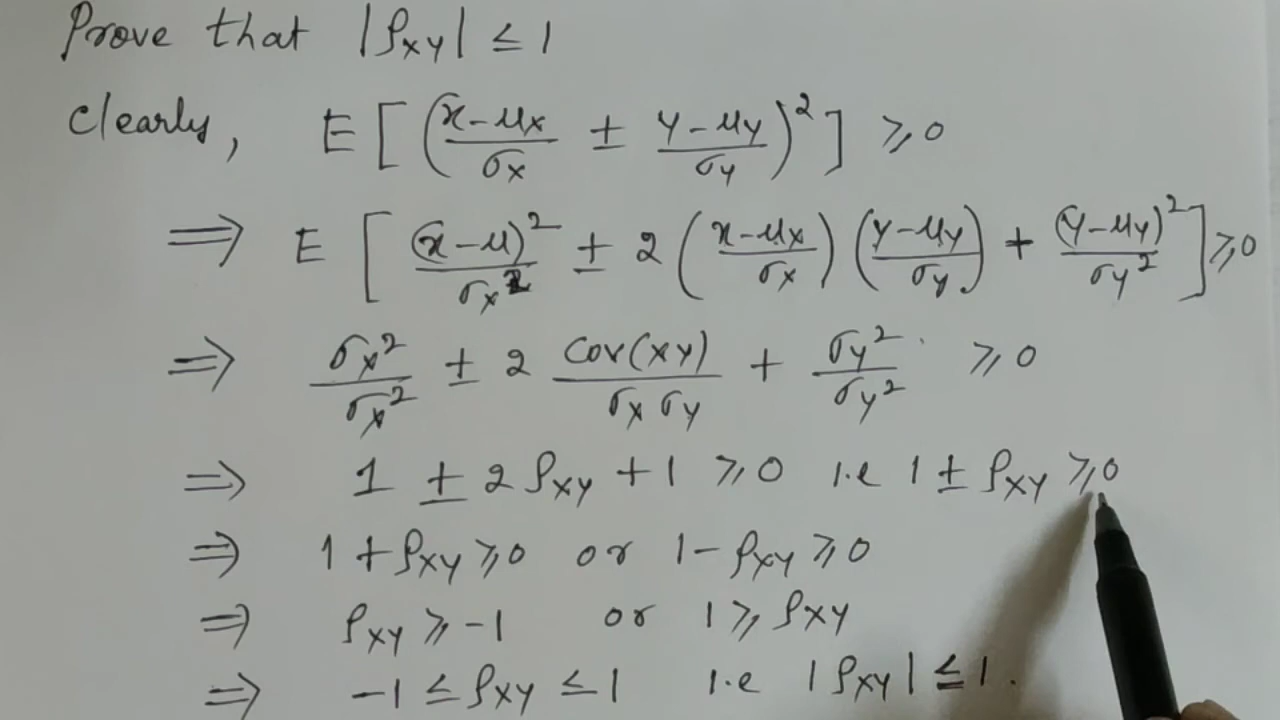 Prove that |ρxy| ≤ 1
Clearly, E[((x-μx)/σx ± (y-μy)/σy)²] ≥ 0
⇒ E[(x-μ)²/σx² ± 2((x-μx)/σx)((y-μy)/σy) + (y-μy)²/σy²] ≥ 0
⇒ σx²/σx² ± 2 Cov(xy)/(σx σy) + σy²/σy² ≥ 0
⇒ 1 ± 2ρxy + 1 ≥ 0 i.e 1 ± ρxy ≥ 0
⇒ 1 + ρxy ≥ 0 or 1 - ρxy ≥ 0
⇒ ρxy ≥ -1 or 1 ≥ ρxy
⇒ -1 ≤ ρxy ≤ 1 i.e |ρxy| ≤ 1.